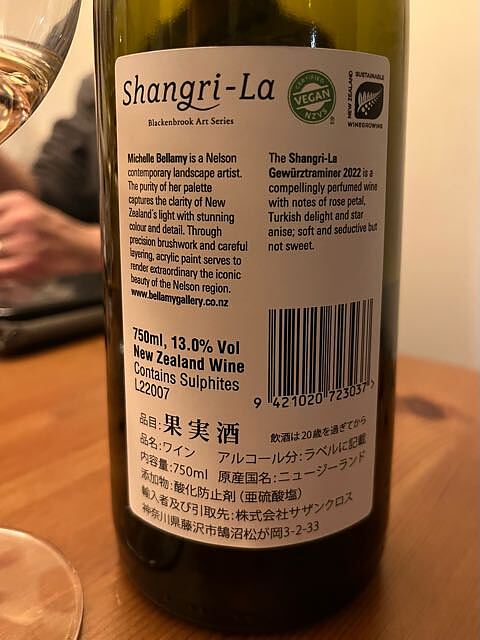 Shangri-La
Blackenbrook Art Series
CERTIFIED
VEGAN
NZVS
SUSTAINABLE
NEW ZEALAND
WINEGROWING
Michelle Bellamy is a Nelson
contemporary landscape artist.
The purity of her palette
captures the clarity of New
Zealand's light with stunning
colour and detail. Through
precision brushwork and careful
layering, acrylic paint serves to
render extraordinary the iconic
beauty of the Nelson region.
www.bellamygallery.co.nz
The Shangri-La
Gewürztraminer 2022 is a
compellingly perfumed wine
with notes of rose petal,
Turkish delight and star
anise; soft and seductive but
not sweet.
750ml, 13.0% Vol
New Zealand Wine
Contains Sulphites
L22007
9 421020 723037 >
品目:果実酒 飲酒は20歳を過ぎてから
品名:ワイン アルコール分:ラベルに記載
内容量:750ml 原産国名:ニュージーランド
添加物:酸化防止剤(亜硫酸塩)
輸入者及び引取先:株式会社サザンクロス
神奈川県藤沢市鵠沼松が岡3-2-33